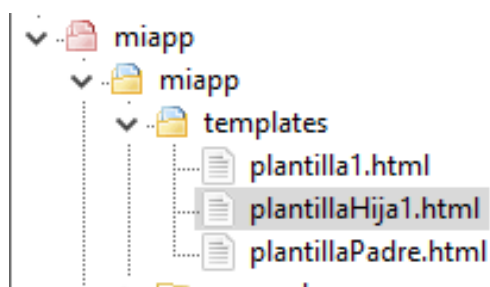 miapp
miapp
templates
plantilla1.html
plantillaHija1.html
plantillaPadre.html